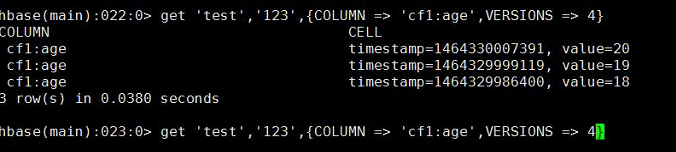 hbase(main):022:0> get 'test','123',{COLUMN => 'cf1:age',VERSIONS => 4}
COLUMN CELL
cf1:age timestamp=1464330007391, value=20
cf1:age timestamp=1464329999119, value=19
cf1:age timestamp=1464329986400, value=18
3 row(s) in 0.0380 seconds
hbase(main):023:0> get 'test','123',{COLUMN => 'cf1:age',VERSIONS => 4}